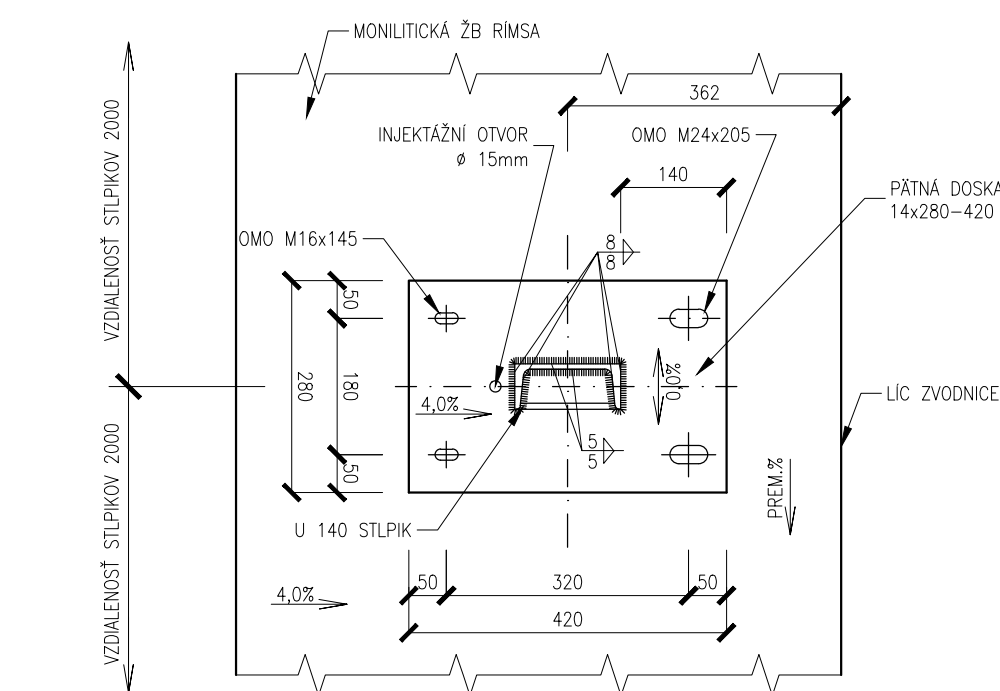 MONILITICKÁ ŽB RÍMSA
362
INJEKTÁŽNÍ OTVOR
ø 15mm
OMO M24x205
140
PÄTNÁ DOSKA
14x280-420
VZDIALENOSŤ STLPIKOV 2000
OMO M16x145
8
8
50
280
180
50
4,0%
LÍC ZVODNICE
5
5
PREM.%
VZDIALENOSŤ STLPIKOV 2000
U 140 STLPIK
4,0%
50
320
50
420